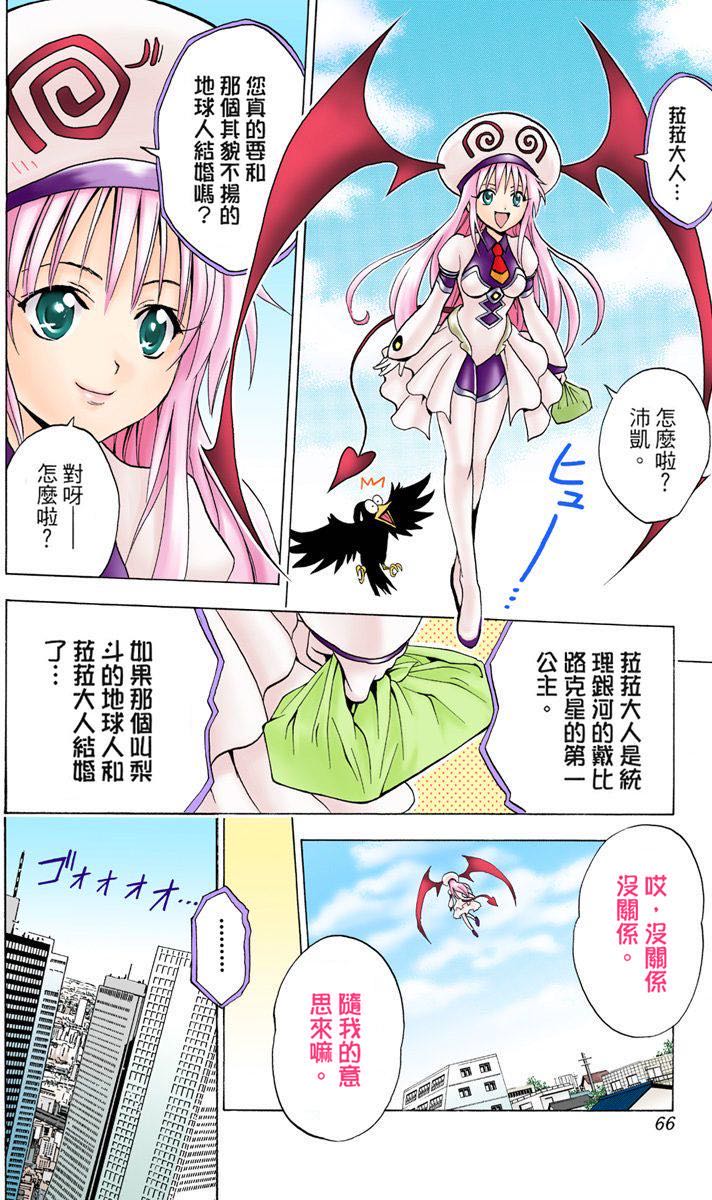 菈菈大人…
怎麼啦？
沛凱。
ヒュー…
您真的要和
那個其貌不揚的
地球人結婚嗎？
對呀—
怎麼啦？
菈菈大人是統
理銀河的戴比
路克星的第一
公主。
如果那個叫梨
斗的地球人和
菈菈大人結婚
了…
哎，沒關係
沒關係。
隨我的意
思來嘛。
………
ゴォォォォ…
66